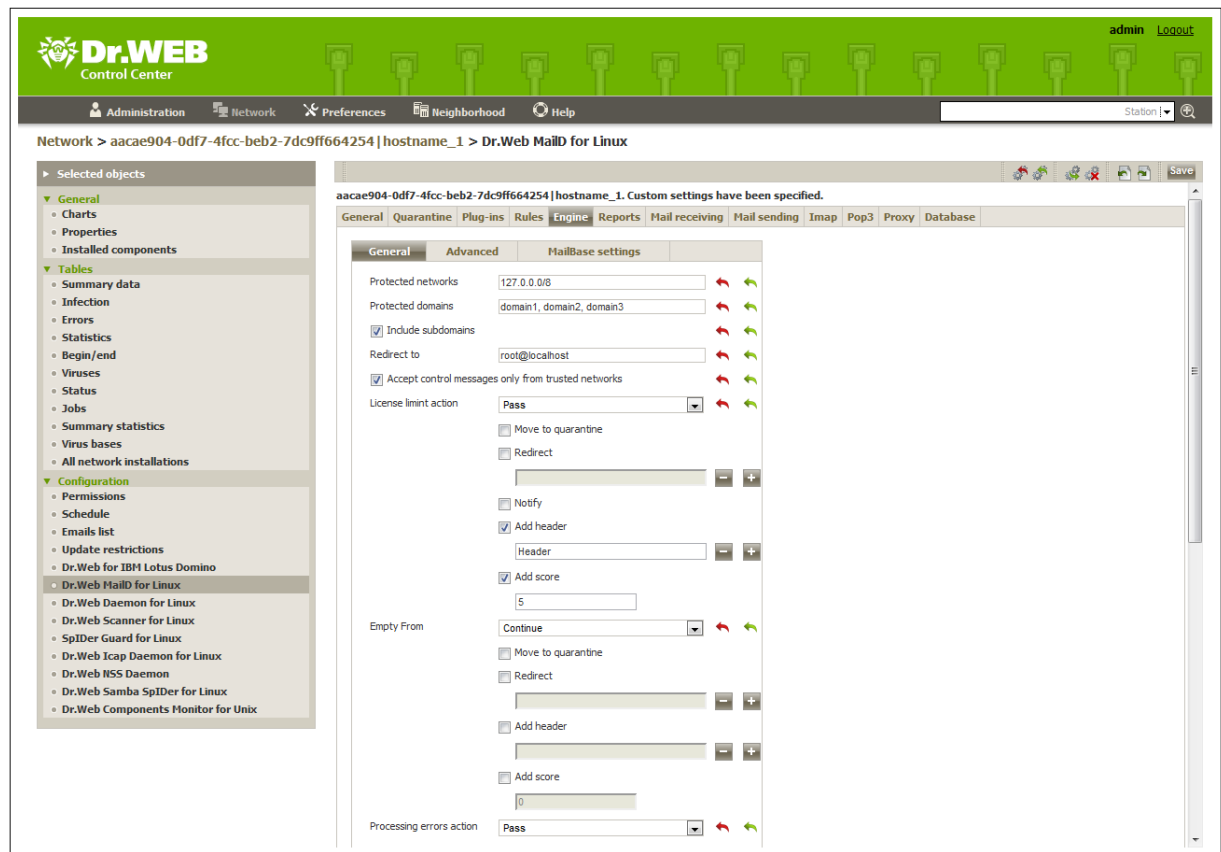 admin Logout
Dr.WEB
Control Center
Administration Network Preferences Neighborhood Help Station
Network > aacae904-0df7-4fcc-beb2-7dc9ff664254|hostname_1 > Dr.Web MailD for Linux
Selected objects
General
Charts
Properties
Installed components
Tables
Summary data
Infection
Errors
Statistics
Begin/end
Viruses
Status
Jobs
Summary statistics
Virus bases
All network installations
Configuration
Permissions
Schedule
Emails list
Update restrictions
Dr.Web for IBM Lotus Domino
Dr.Web MailD for Linux
Dr.Web Daemon for Linux
Dr.Web Scanner for Linux
SpIDer Guard for Linux
Dr.Web Icap Daemon for Linux
Dr.Web NSS Daemon
Dr.Web Samba SpIDer for Linux
Dr.Web Components Monitor for Unix
Save
aacae904-0df7-4fcc-beb2-7dc9ff664254|hostname_1. Custom settings have been specified.
General Quarantine Plug-ins Rules Engine Reports Mail receiving Mail sending Imap Pop3 Proxy Database
General Advanced MailBase settings
Protected networks 127.0.0.0/8
Protected domains domain1, domain2, domain3
Include subdomains
Redirect to root@localhost
Accept control messages only from trusted networks
License limint action Pass
Move to quarantine
Redirect
Notify
Add header
Header
Add score
5
Empty From Continue
Move to quarantine
Redirect
Add header
Add score
0
Processing errors action Pass